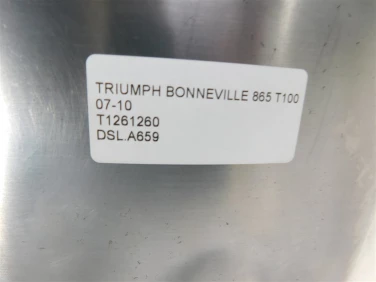 TRIUMPH BONNEVILLE 865 T100
07-10
T1261260
DSL.A659